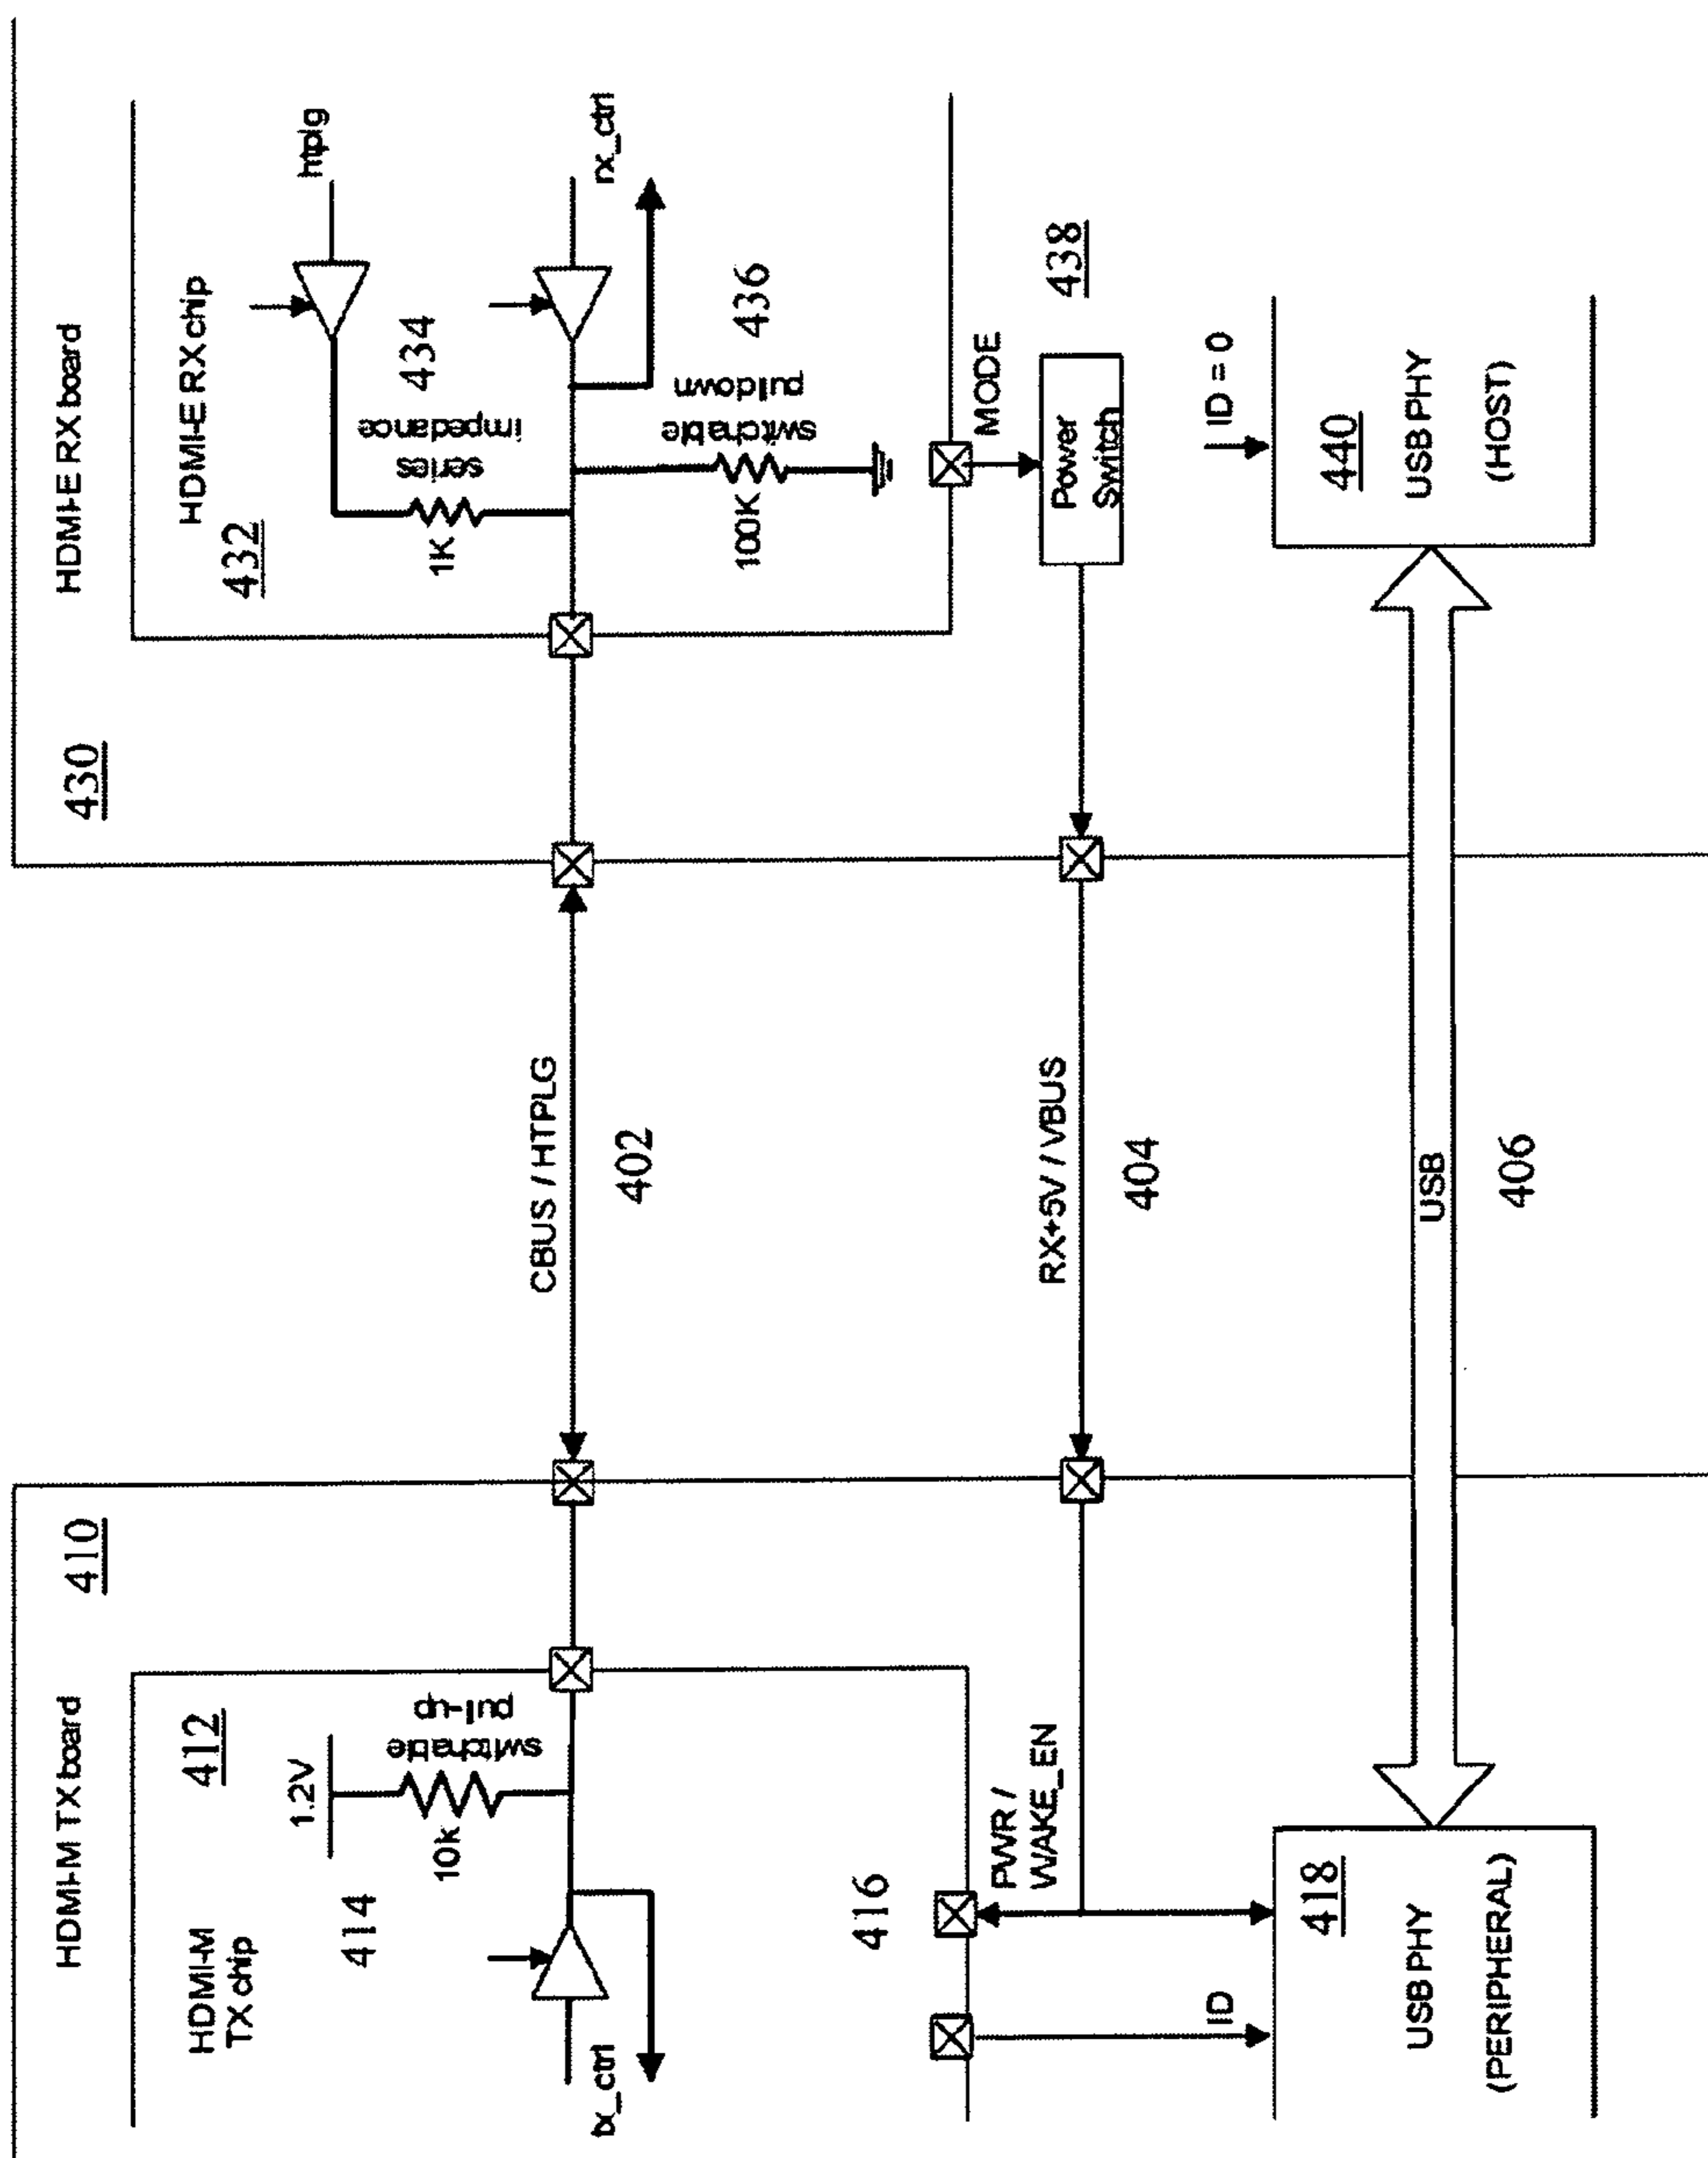 HDMI-M TX board
410
HDMI-M
TX chip
412
1.2V
414
10k
switchable
pull-up
tx_ctrl
416
PWR /
WAKE_EN
ID
418
USB PHY
(PERIPHERAL)
CBUS / HTPLG
402
RX+5V / VBUS
404
USB
406
HDMI-E RX board
430
HDMI-E RX chip
432
htplg
434
1K
series
impedance
rx_ctrl
436
100K
switchable
pulldown
MODE
438
Power
Switch
ID = 0
440
USB PHY
(HOST)